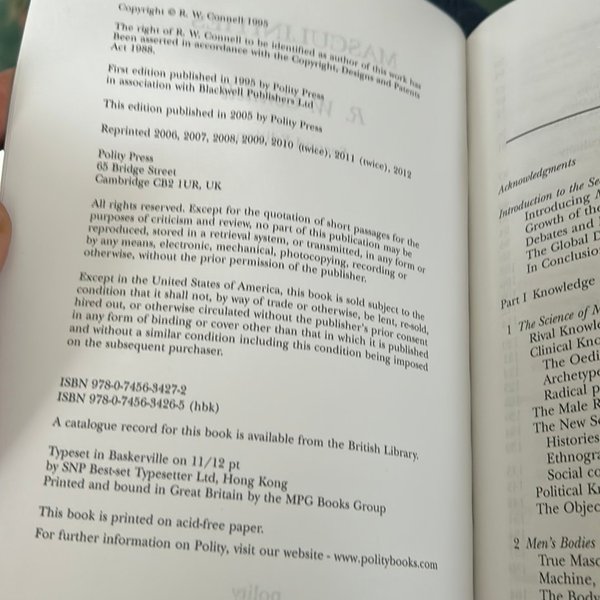 Copyright © R. W. Connell 1995
The right of R. W. Connell to be identified as author of this work has
Been asserted in accordance with the Copyright, Designs and Patents
Act 1988.
First edition published in 1995 by Polity Press
in association with Blackwell Publishers Ltd
This edition published in 2005 by Polity Press
Reprinted 2006, 2007, 2008, 2009, 2010 (twice), 2011 (twice), 2012
Polity Press
65 Bridge Street
Cambridge CB2 1UR, UK
All rights reserved. Except for the quotation of short passages for the
purposes of criticism and review, no part of this publication may be
reproduced, stored in a retrieval system, or transmitted, in any form or
by any means, electronic, mechanical, photocopying, recording or
otherwise, without the prior permission of the publisher.
Except in the United States of America, this book is sold subject to the
condition that it shall not, by way of trade or otherwise, be lent, re-sold,
hired out, or otherwise circulated without the publisher's prior consent
in any form of binding or cover other than that in which it is published
and without a similar condition including this condition being imposed
on the subsequent purchaser.
ISBN 978-0-7456-3427-2
ISBN 978-0-7456-3426-5 (hbk)
A catalogue record for this book is available from the British Library.
Typeset in Baskerville on 11/12 pt
by SNP Best-set Typesetter Ltd, Hong Kong
Printed and bound in Great Britain by the MPG Books Group
This book is printed on acid-free paper.
For further information on Polity, visit our website - www.politybooks.com
Acknowledgments
Introduction to the
Introducing
Growth of the
Debates and
The Global
In
Part I Knowledge
1 The Science of
Rival
Clinical
The
Radical
The Male
The New
Histories
Social
Political
The
2 Men's Bodies
True
Machine,
The Body